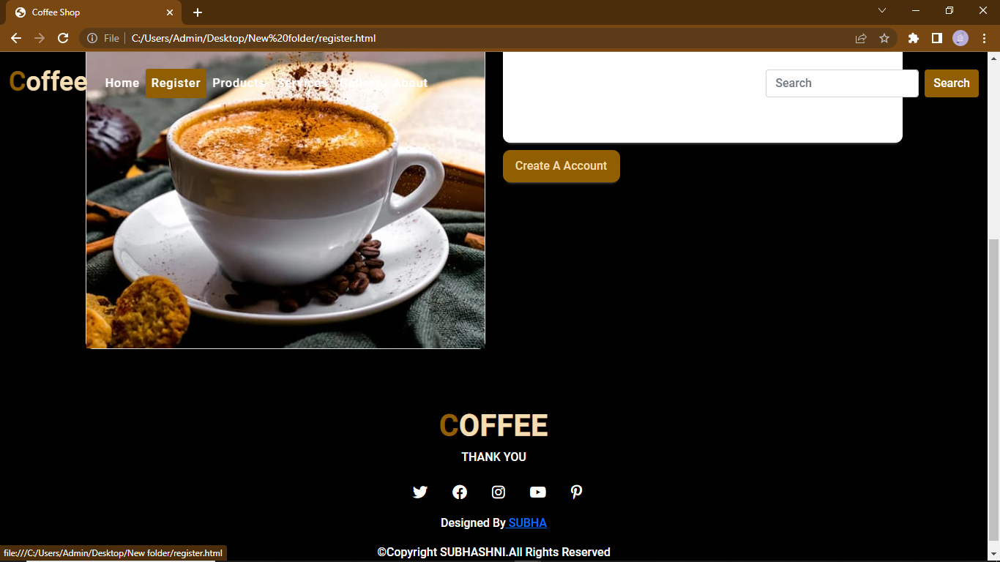 Coffee Shop
File C:/Users/Admin/Desktop/New%20folder/register.html
Coffee Home Register Products Services Gallery About Search Search
Create A Account
COFFEE
THANK YOU
Designed By SUBHA
©Copyright SUBHASHNI.All Rights Reserved
file:///C:/Users/Admin/Desktop/New folder/register.html